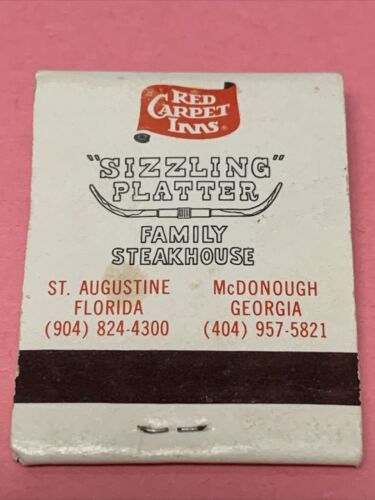 RED
CARPET
INNS®
"SIZZLING"
PLATTER
FAMILY
STEAKHOUSE
ST. AUGUSTINE
FLORIDA
(904) 824-4300
McDONOUGH
GEORGIA
(404) 957-5821